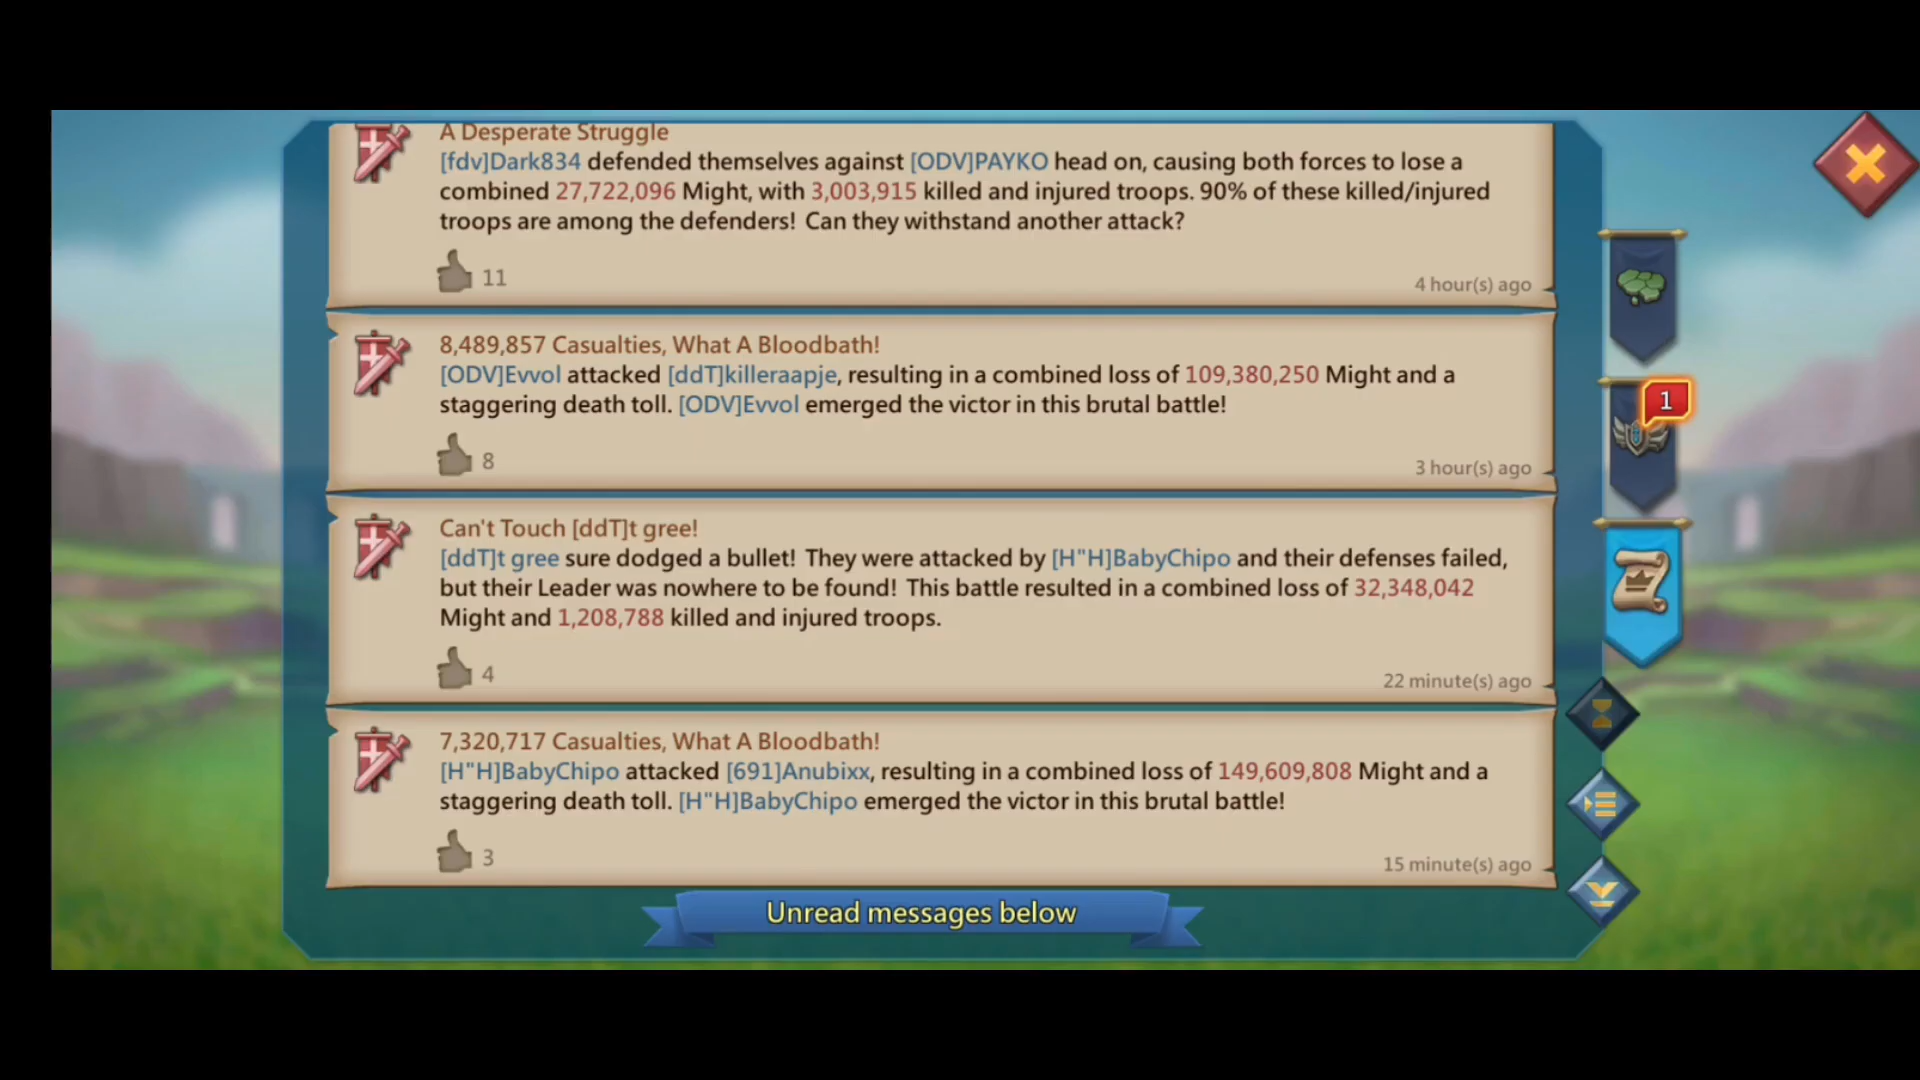 A Desperate Struggle
[fdv]Dark834 defended themselves against [ODV]PAYKO head on, causing both forces to lose a
combined 27,722,096 Might, with 3,003,915 killed and injured troops. 90% of these killed/injured
troops are among the defenders! Can they withstand another attack?
11
4 hour(s) ago
8,489,857 Casualties, What A Bloodbath!
[ODV]Evvol attacked [ddT]killeraapje, resulting in a combined loss of 109,380,250 Might and a
staggering death toll. [ODV]Evvol emerged the victor in this brutal battle!
8
3 hour(s) ago
1
Can't Touch [ddT]t gree!
[ddT]t gree sure dodged a bullet! They were attacked by [H"H]BabyChipo and their defenses failed,
but their Leader was nowhere to be found! This battle resulted in a combined loss of 32,348,042
Might and 1,208,788 killed and injured troops.
4
22 minute(s) ago
7,320,717 Casualties, What A Bloodbath!
[H"H]BabyChipo attacked [691]Anubixx, resulting in a combined loss of 149,609,808 Might and a
staggering death toll. [H"H]BabyChipo emerged the victor in this brutal battle!
3
15 minute(s) ago
Unread messages below